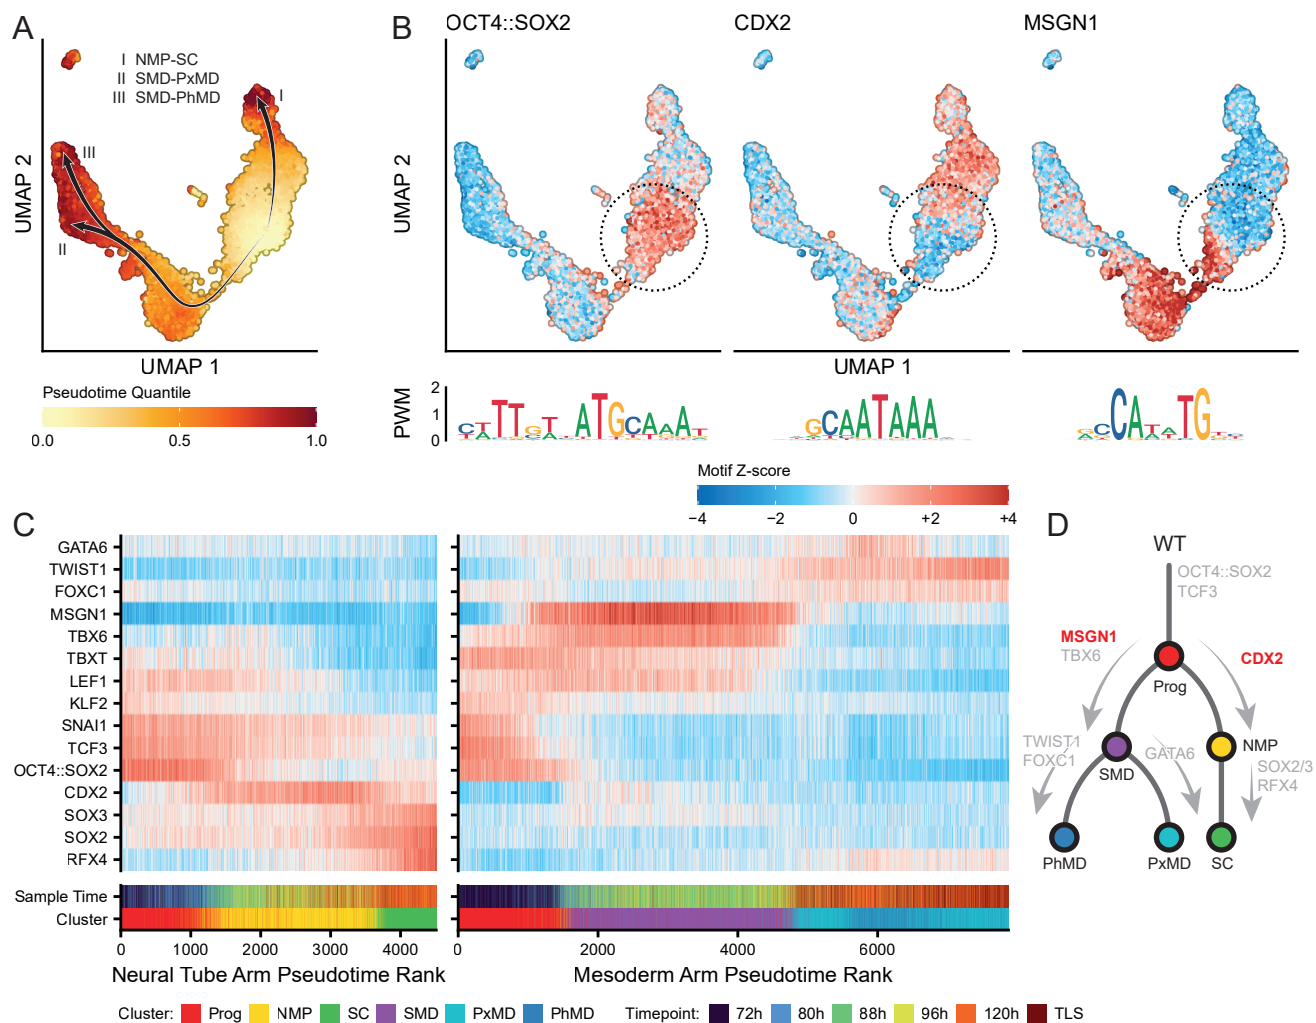 A
I NMP-SC
II SMD-PxMD
III SMD-PhMD
I
III
II
UMAP 2
UMAP 1
Pseudotime Quantile
0.0 0.5 1.0
B
OCT4::SOX2 CDX2 MSGN1
UMAP 2
UMAP 1
PWM
2
1
0
CTTTGT ATGCAAAT
GCAATAAA
CCATATG
Motif Z-score
−4 −2 0 +2 +4
C
GATA6
TWIST1
FOXC1
MSGN1
TBX6
TBXT
LEF1
KLF2
SNAI1
TCF3
OCT4::SOX2
CDX2
SOX3
SOX2
RFX4
Sample Time
Cluster
0 1000 2000 3000 4000
0 2000 4000 6000
Neural Tube Arm Pseudotime Rank
Mesoderm Arm Pseudotime Rank
Cluster: Prog NMP SC SMD PxMD PhMD
Timepoint: 72h 80h 88h 96h 120h TLS
D
WT
OCT4::SOX2
TCF3
MSGN1
TBX6
CDX2
Prog
TWIST1
FOXC1
SMD
GATA6
NMP
SOX2/3
RFX4
PhMD PxMD SC